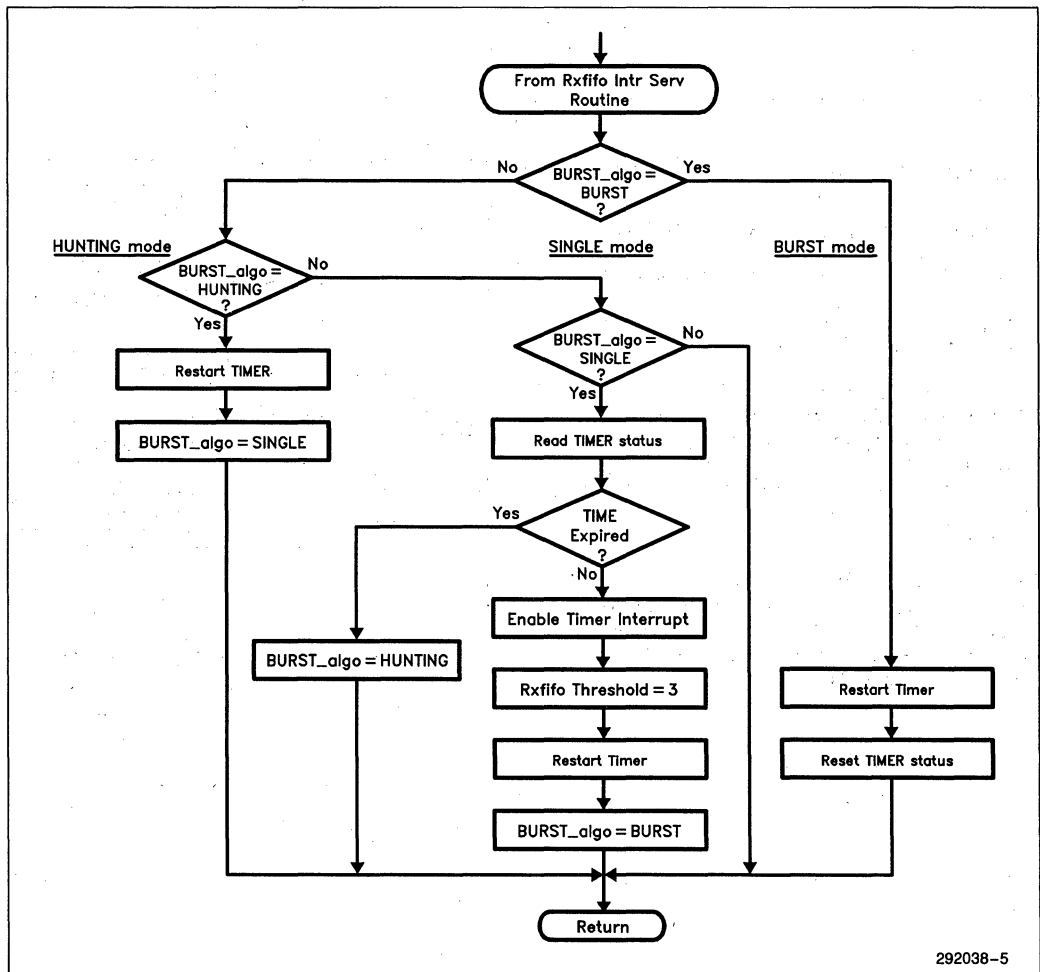 From Rxfifo Intr Serv
Routine
No
BURST_algo =
BURST
?
Yes
HUNTING mode
SINGLE mode
BURST mode
BURST_algo =
HUNTING
?
No
Yes
BURST_algo =
SINGLE
?
No
Yes
Restart TIMER
BURST_algo = SINGLE
Read TIMER status
Yes
TIME
Expired
?
No
Enable Timer Interrupt
BURST_algo = HUNTING
Rxfifo Threshold = 3
Restart Timer
BURST_algo = BURST
Restart Timer
Reset TIMER status
Return
292038-5